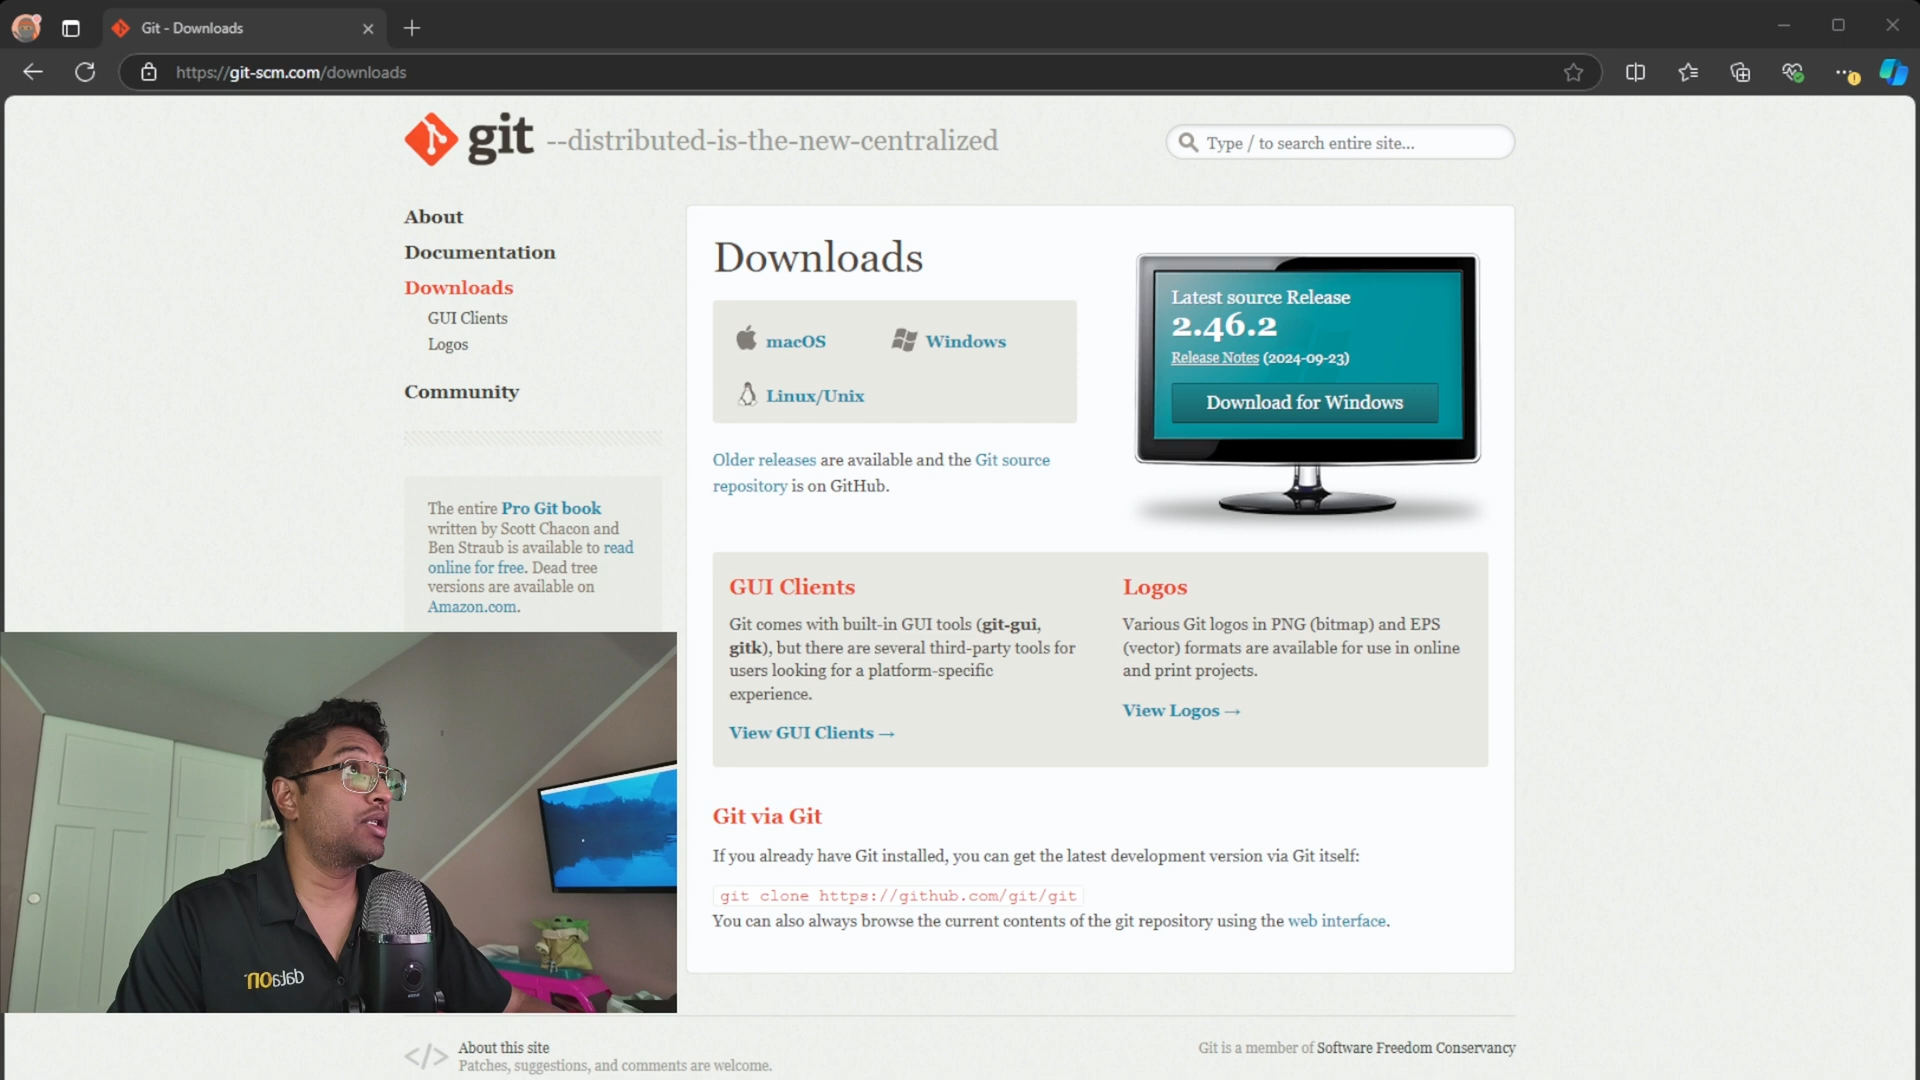 Git - Downloads
https://git-scm.com/downloads
git --distributed-is-the-new-centralized
Type / to search entire site...
About
Documentation
Downloads
GUI Clients
Logos
Community
The entire Pro Git book
written by Scott Chacon and
Ben Straub is available to read
online for free. Dead tree
versions are available on
Amazon.com.
Downloads
macOS
Windows
Linux/Unix
Older releases are available and the Git source
repository is on GitHub.
Latest source Release
2.46.2
Release Notes (2024-09-23)
Download for Windows
GUI Clients
Git comes with built-in GUI tools (git-gui,
gitk), but there are several third-party tools for
users looking for a platform-specific
experience.
View GUI Clients →
Logos
Various Git logos in PNG (bitmap) and EPS
(vector) formats are available for use in online
and print projects.
View Logos →
Git via Git
If you already have Git installed, you can get the latest development version via Git itself:
git clone https://github.com/git/git
You can also always browse the current contents of the git repository using the web interface.
dataON
</>
About this site
Patches, suggestions, and comments are welcome.
Git is a member of Software Freedom Conservancy